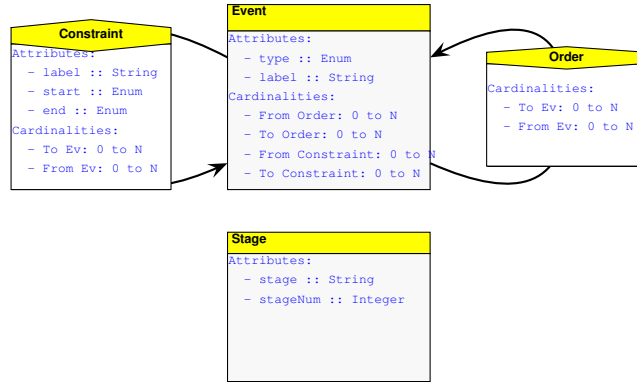 Constraint
Attributes:
- label :: String
- start :: Enum
- end :: Enum
Cardinalities:
- To Ev: 0 to N
- From Ev: 0 to N
Event
Attributes:
- type :: Enum
- label :: String
Cardinalities:
- From Order: 0 to N
- To Order: 0 to N
- From Constraint: 0 to N
- To Constraint: 0 to N
Order
Cardinalities:
- To Ev: 0 to N
- From Ev: 0 to N
Stage
Attributes:
- stage :: String
- stageNum :: Integer